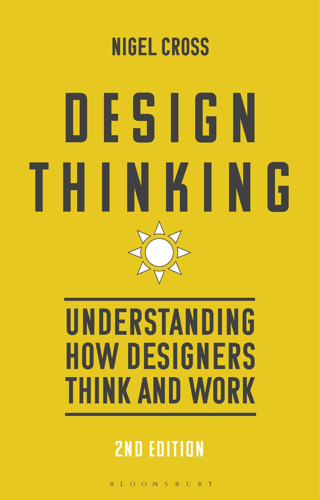 NIGEL CROSS
DESIGN
THINKING
UNDERSTANDING
HOW DESIGNERS
THINK AND WORK
2ND EDITION
BLOOMSBURY